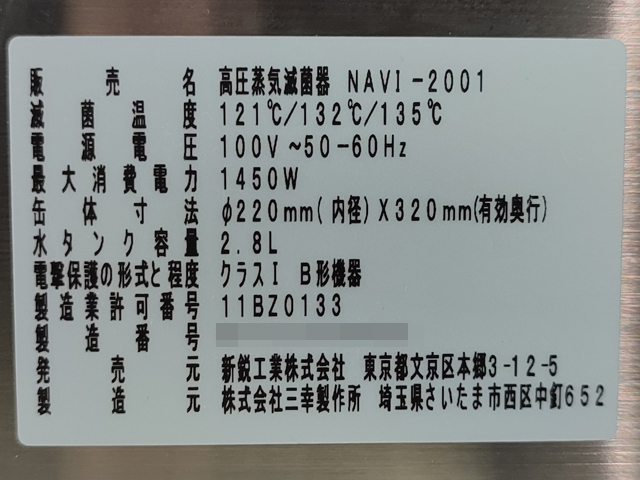 販売名 高圧蒸気滅菌器 NAVI-2001
滅菌温度 121℃/132℃/135℃
電源電圧 100V ~50-60Hz
最大消費電力 1450W
缶体寸法 φ220mm(内径)X320mm(有効奥行)
水タンク容量 2.8L
電撃保護の形式と程度 クラスI B形機器
製造業許可番号 11BZ0133
製造番号
発売元 新鋭工業株式会社 東京都文京区本郷3-12-5
製造元 株式会社三幸製作所 埼玉県さいたま市西区中釘652